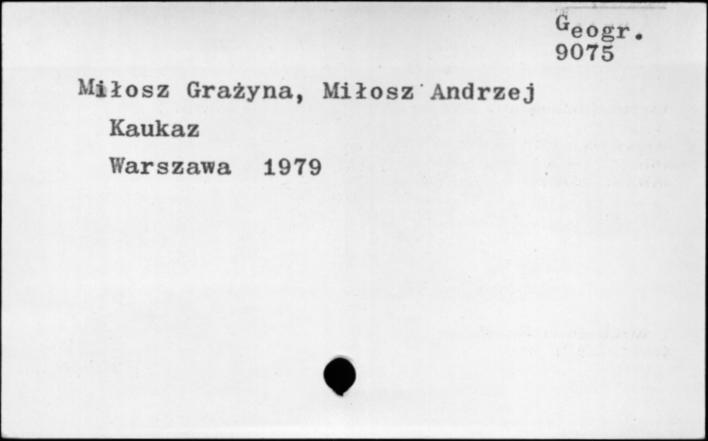 Geogr.
9075
Miłosz Grażyna, Miłosz Andrzej
Kaukaz
Warszawa 1979